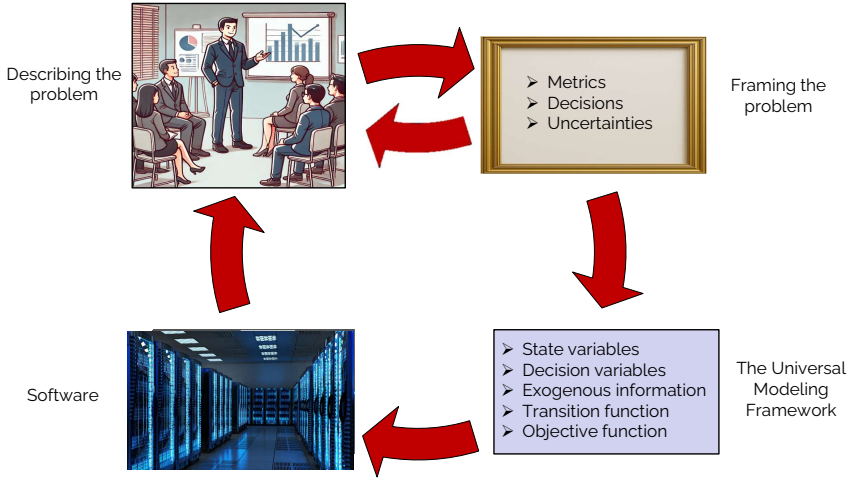 Describing the
problem
➢ Metrics
➢ Decisions
➢ Uncertainties
Framing the
problem
Software
➢ State variables
➢ Decision variables
➢ Exogenous information
➢ Transition function
➢ Objective function
The Universal
Modeling
Framework